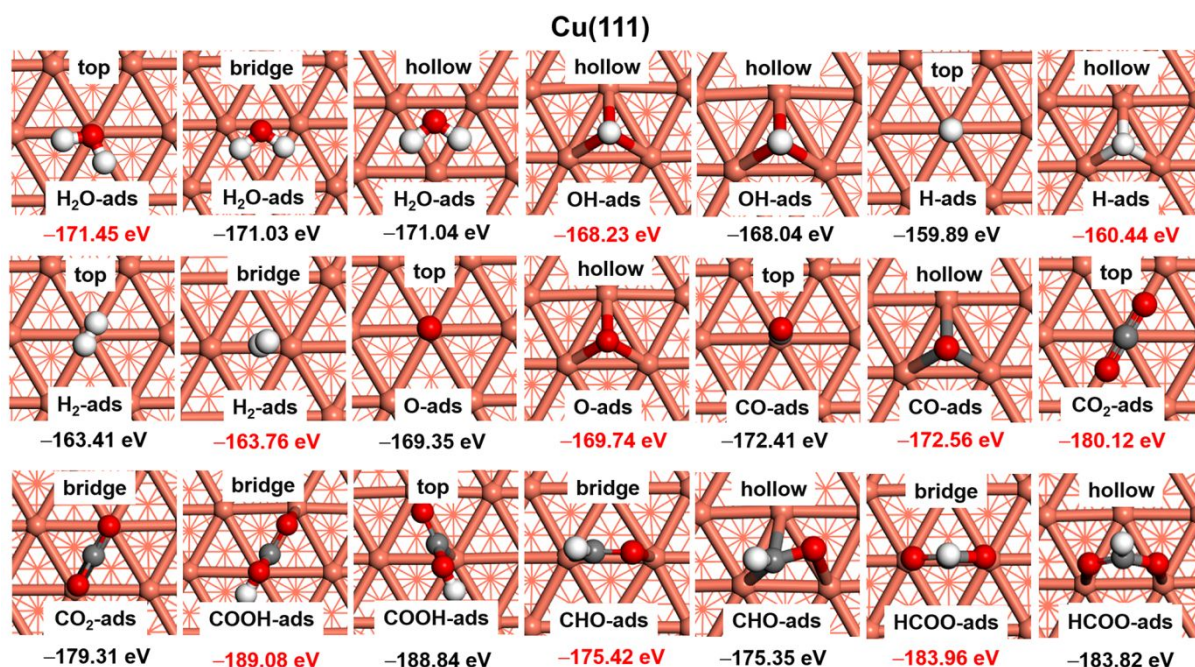 Cu(111)
top bridge hollow hollow hollow top hollow
H₂O-ads H₂O-ads H₂O-ads OH-ads OH-ads H-ads H-ads
−171.45 eV −171.03 eV −171.04 eV −168.23 eV −168.04 eV −159.89 eV −160.44 eV
top bridge top hollow top hollow top
H₂-ads H₂-ads O-ads O-ads CO-ads CO-ads CO₂-ads
−163.41 eV −163.76 eV −169.35 eV −169.74 eV −172.41 eV −172.56 eV −180.12 eV
bridge bridge top bridge hollow bridge hollow
CO₂-ads COOH-ads COOH-ads CHO-ads CHO-ads HCOO-ads HCOO-ads
−179.31 eV −189.08 eV −188.84 eV −175.42 eV −175.35 eV −183.96 eV −183.82 eV